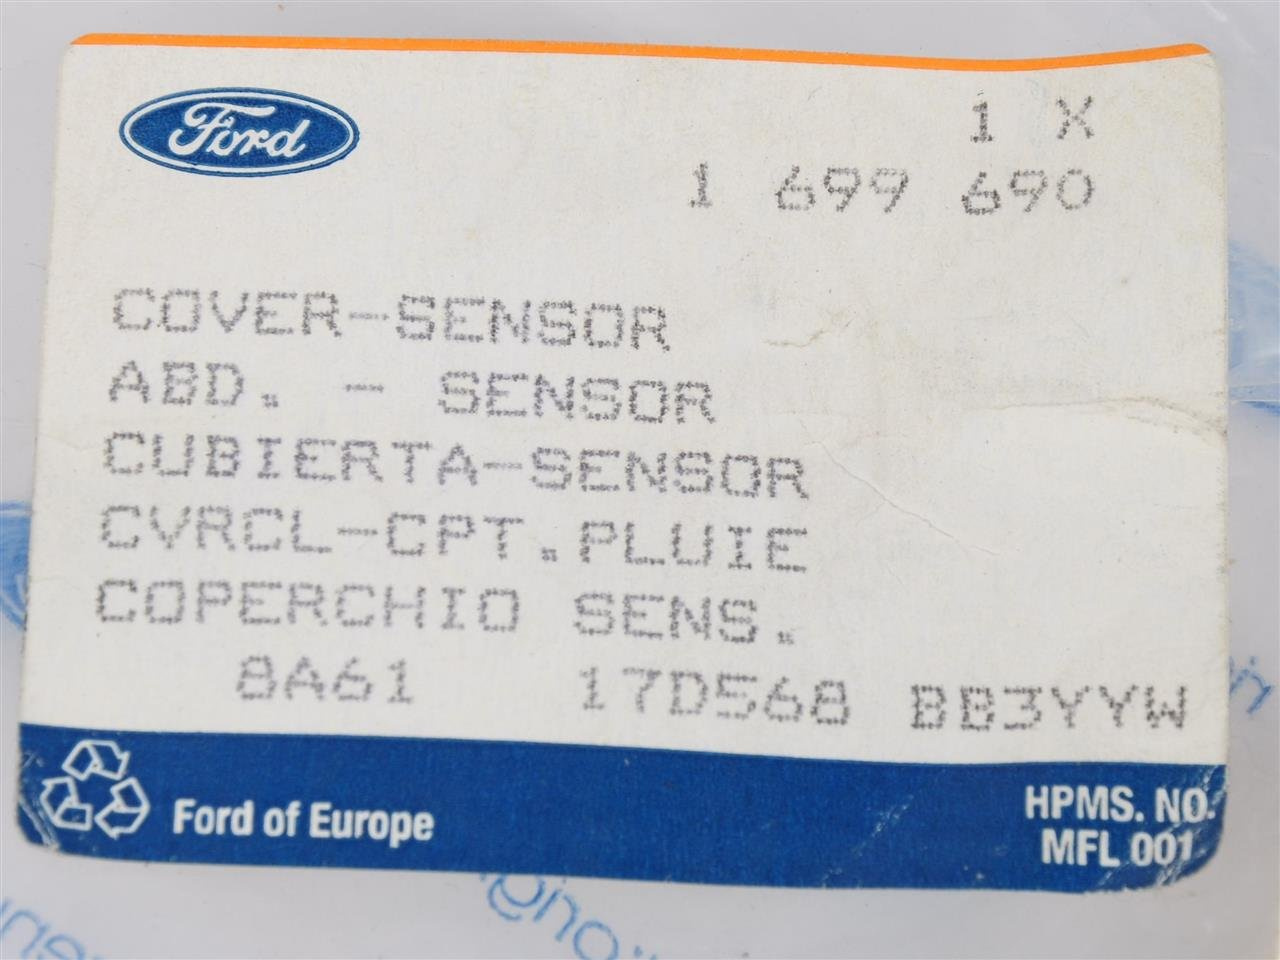 Ford
1 X
1 699 690
COVER-SENSOR
ABD. - SENSOR
CUBIERTA-SENSOR
CVRCL-CPT.PLUIE
COPERCHIO SENS.
8A61 17D568 BB3YYW
Ford of Europe
HPMS. NO.
MFL 001